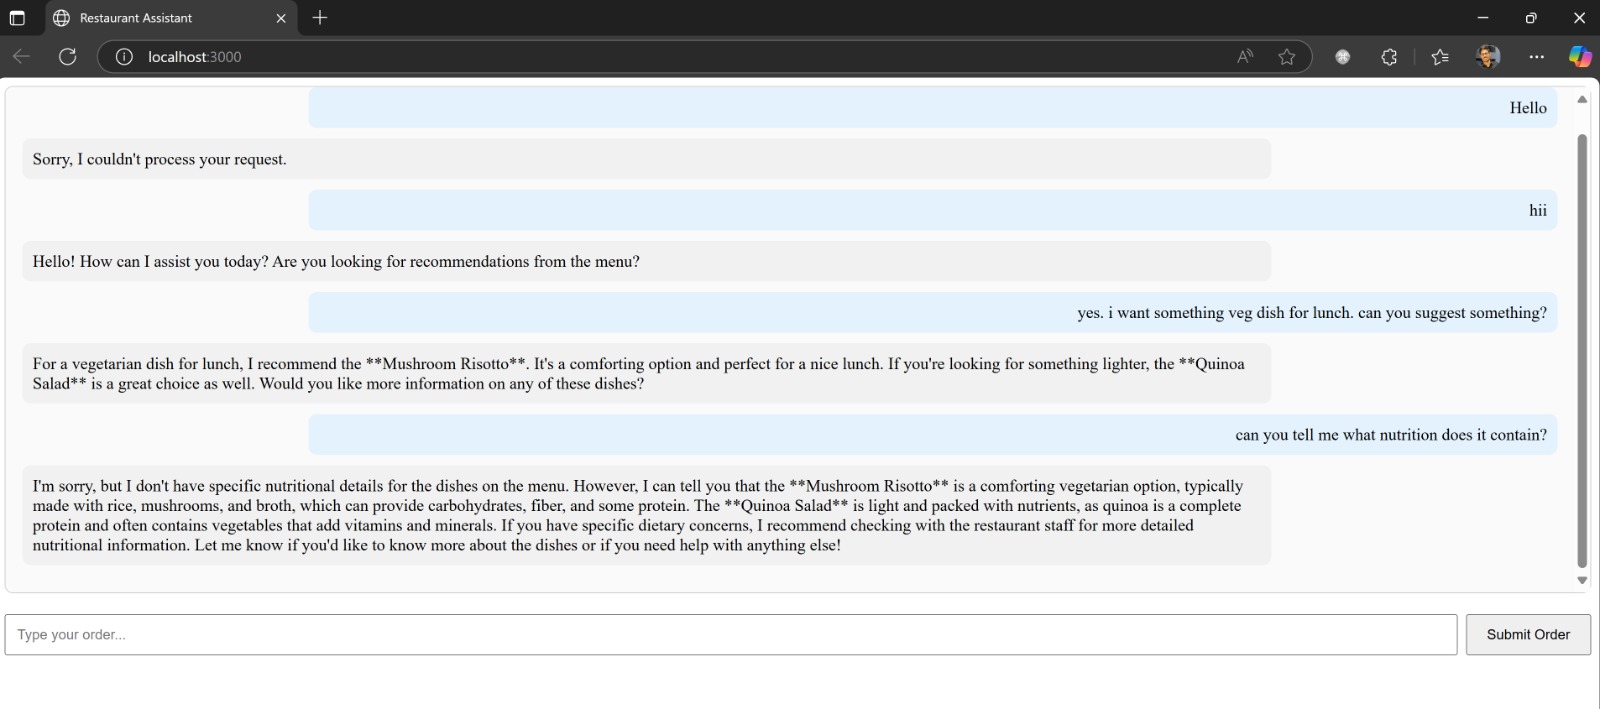 Restaurant Assistant
localhost:3000
Hello
Sorry, I couldn't process your request.
hii
Hello! How can I assist you today? Are you looking for recommendations from the menu?
yes. i want something veg dish for lunch. can you suggest something?
For a vegetarian dish for lunch, I recommend the **Mushroom Risotto**. It's a comforting option and perfect for a nice lunch. If you're looking for something lighter, the **Quinoa
Salad** is a great choice as well. Would you like more information on any of these dishes?
can you tell me what nutrition does it contain?
I'm sorry, but I don't have specific nutritional details for the dishes on the menu. However, I can tell you that the **Mushroom Risotto** is a comforting vegetarian option, typically
made with rice, mushrooms, and broth, which can provide carbohydrates, fiber, and some protein. The **Quinoa Salad** is light and packed with nutrients, as quinoa is a complete
protein and often contains vegetables that add vitamins and minerals. If you have specific dietary concerns, I recommend checking with the restaurant staff for more detailed
nutritional information. Let me know if you'd like to know more about the dishes or if you need help with anything else!
Type your order...
Submit Order